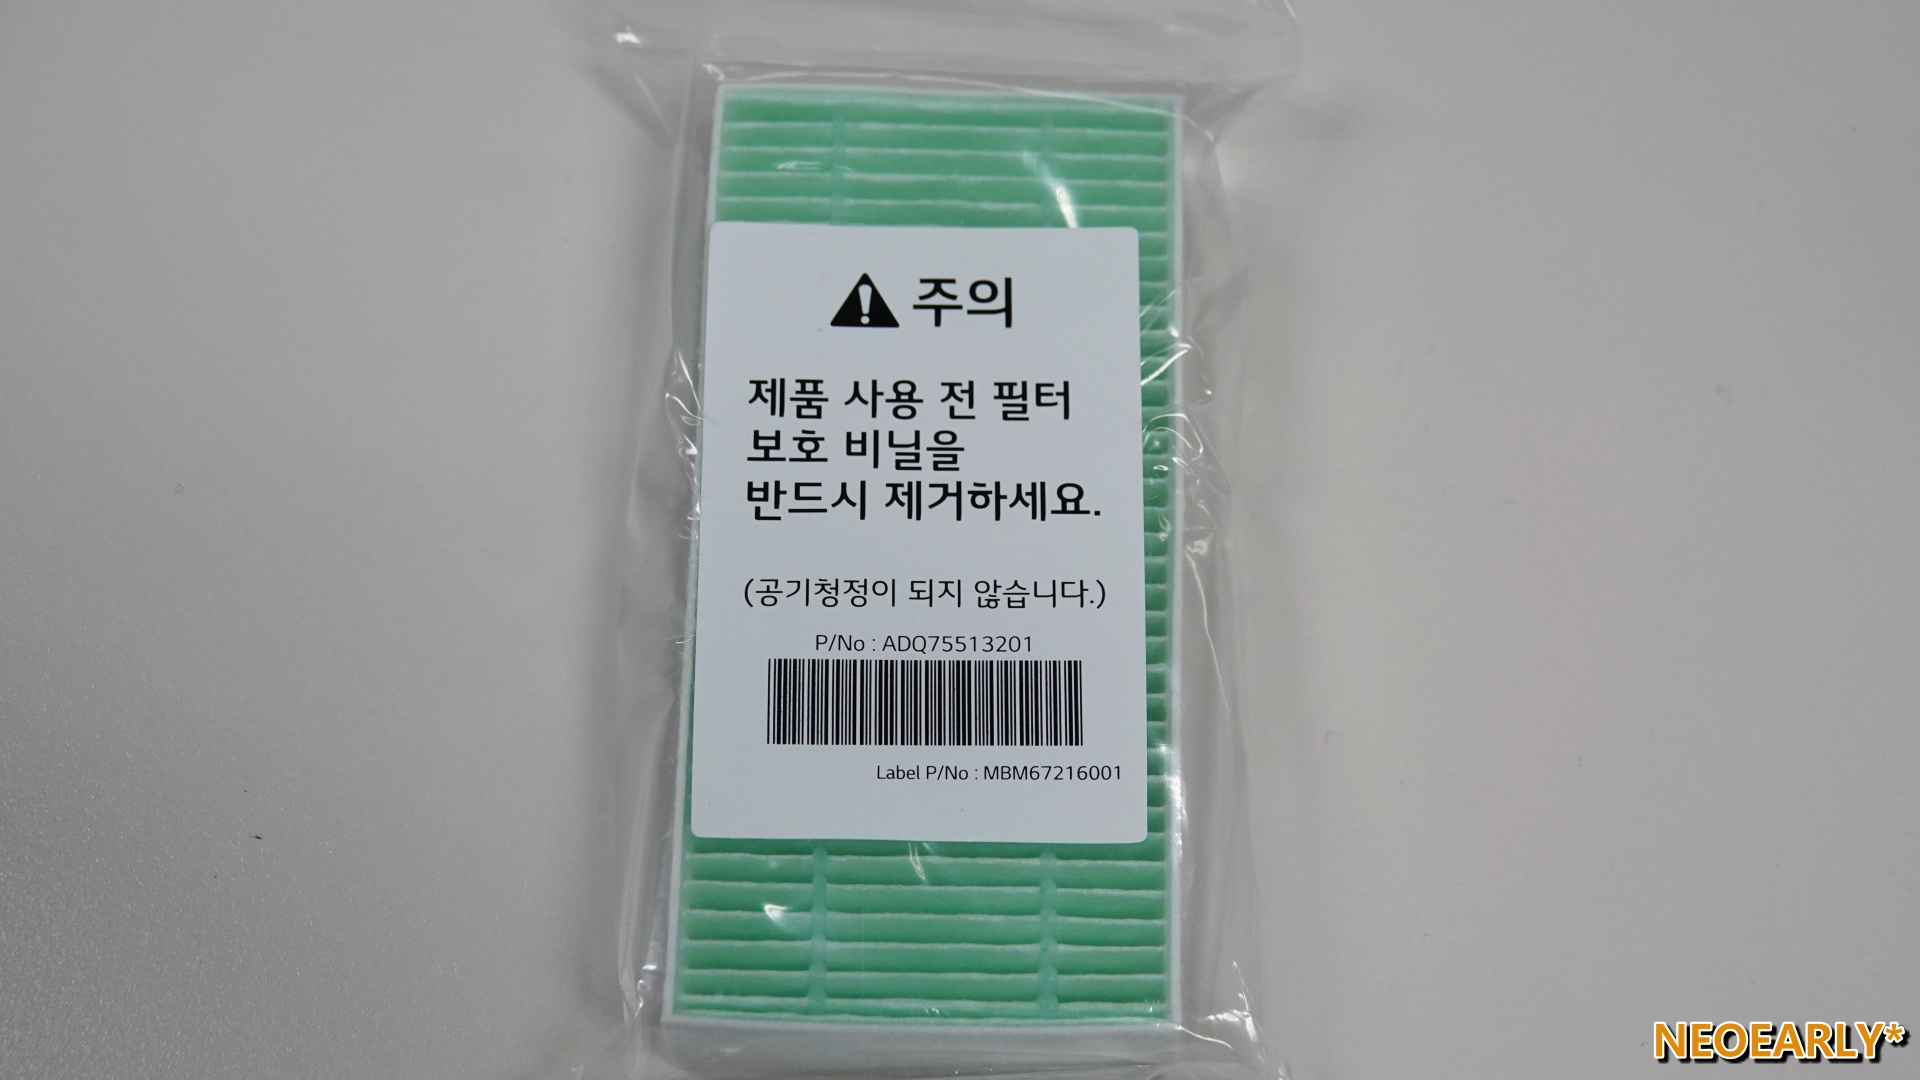 주의
제품 사용 전 필터
보호 비닐을
반드시 제거하세요.
(공기청정이 되지 않습니다.)
P/No : ADQ75513201
Label P/No : MBM67216001
NEOEARLY*